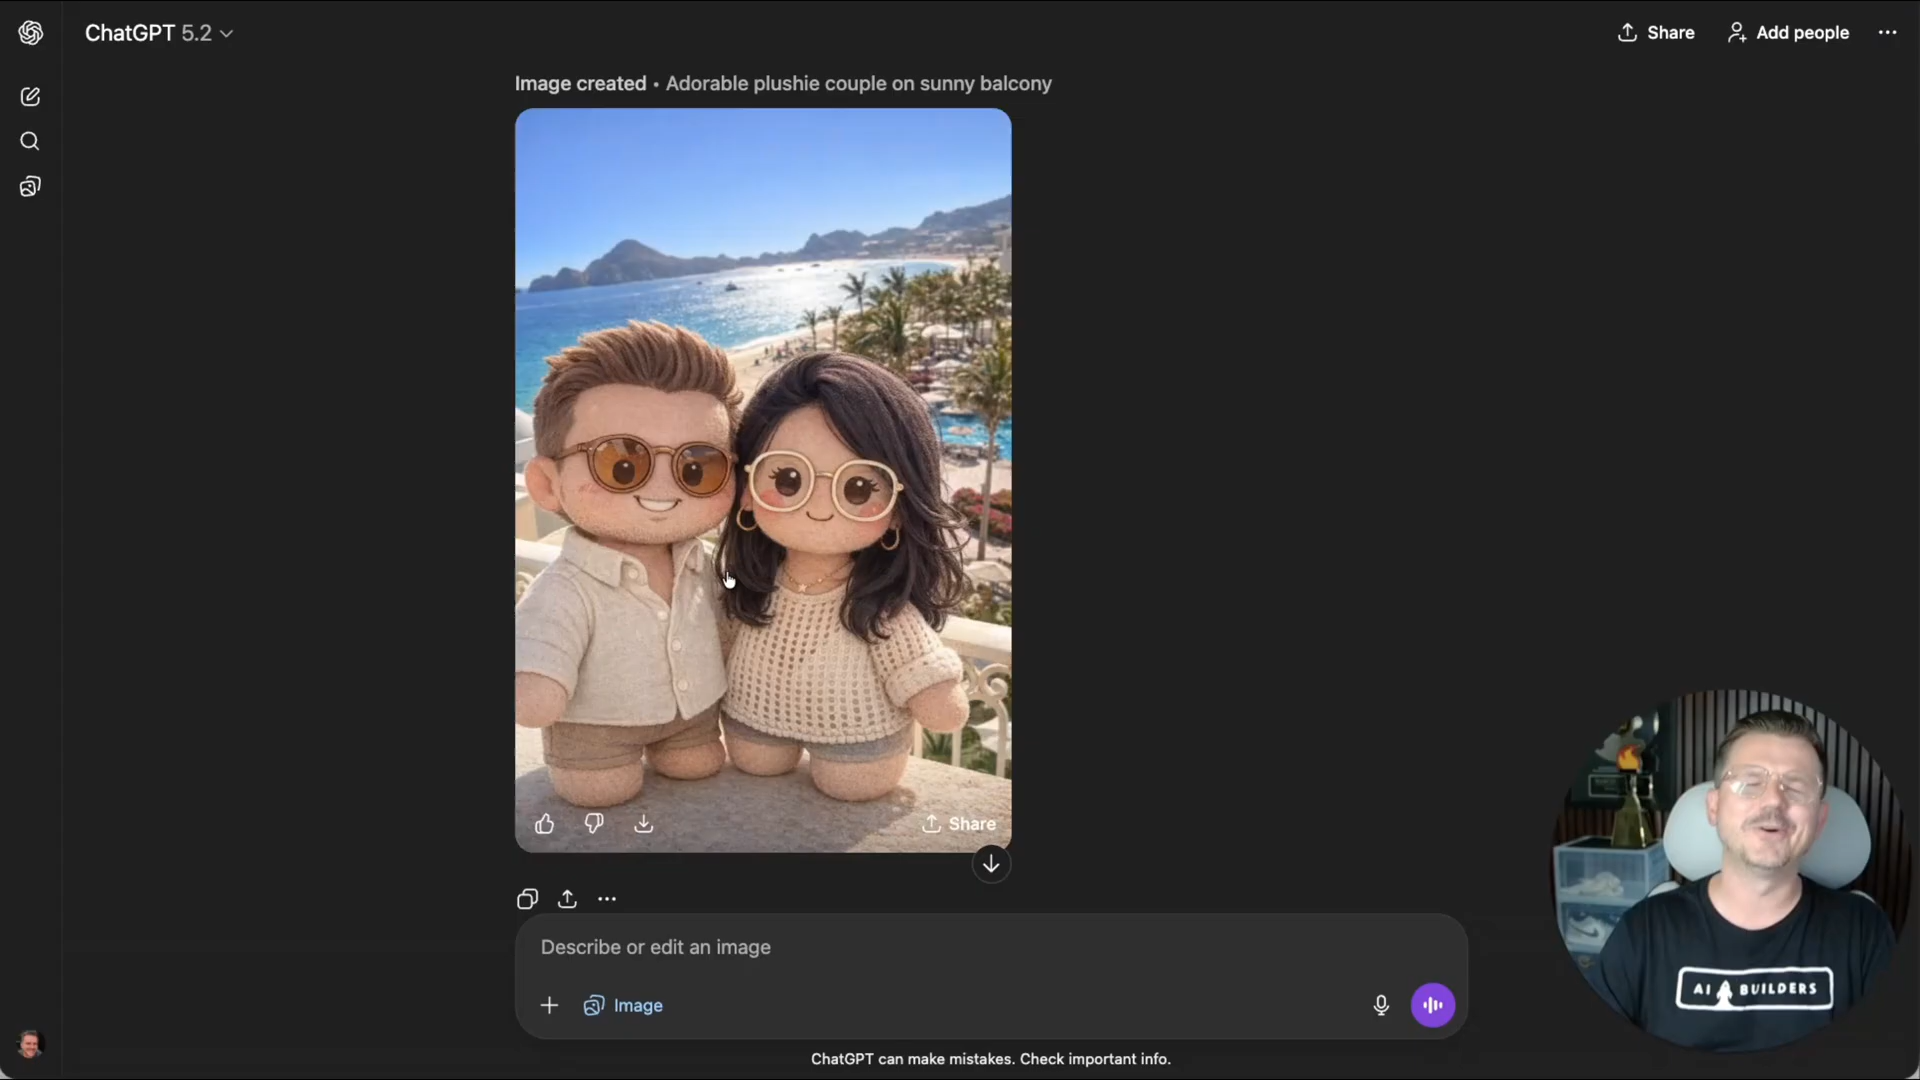 ChatGPT 5.2
Share
Add people
Image created • Adorable plushie couple on sunny balcony
Share
Describe or edit an image
Image
AI BUILDERS
ChatGPT can make mistakes. Check important info.